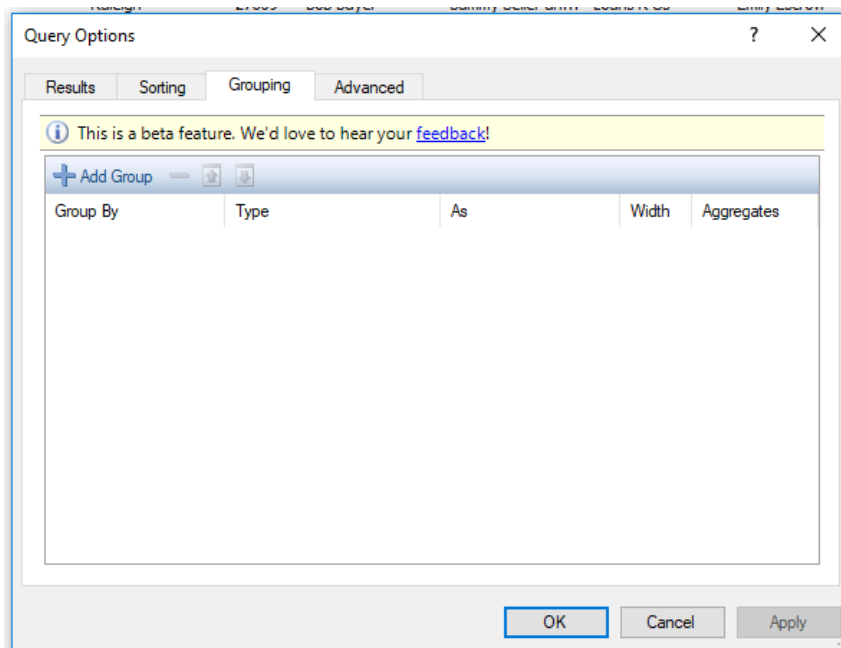 Query Options
?
Results Sorting Grouping Advanced
This is a beta feature. We'd love to hear your feedback!
Add Group
Group By Type As Width Aggregates
OK Cancel Apply